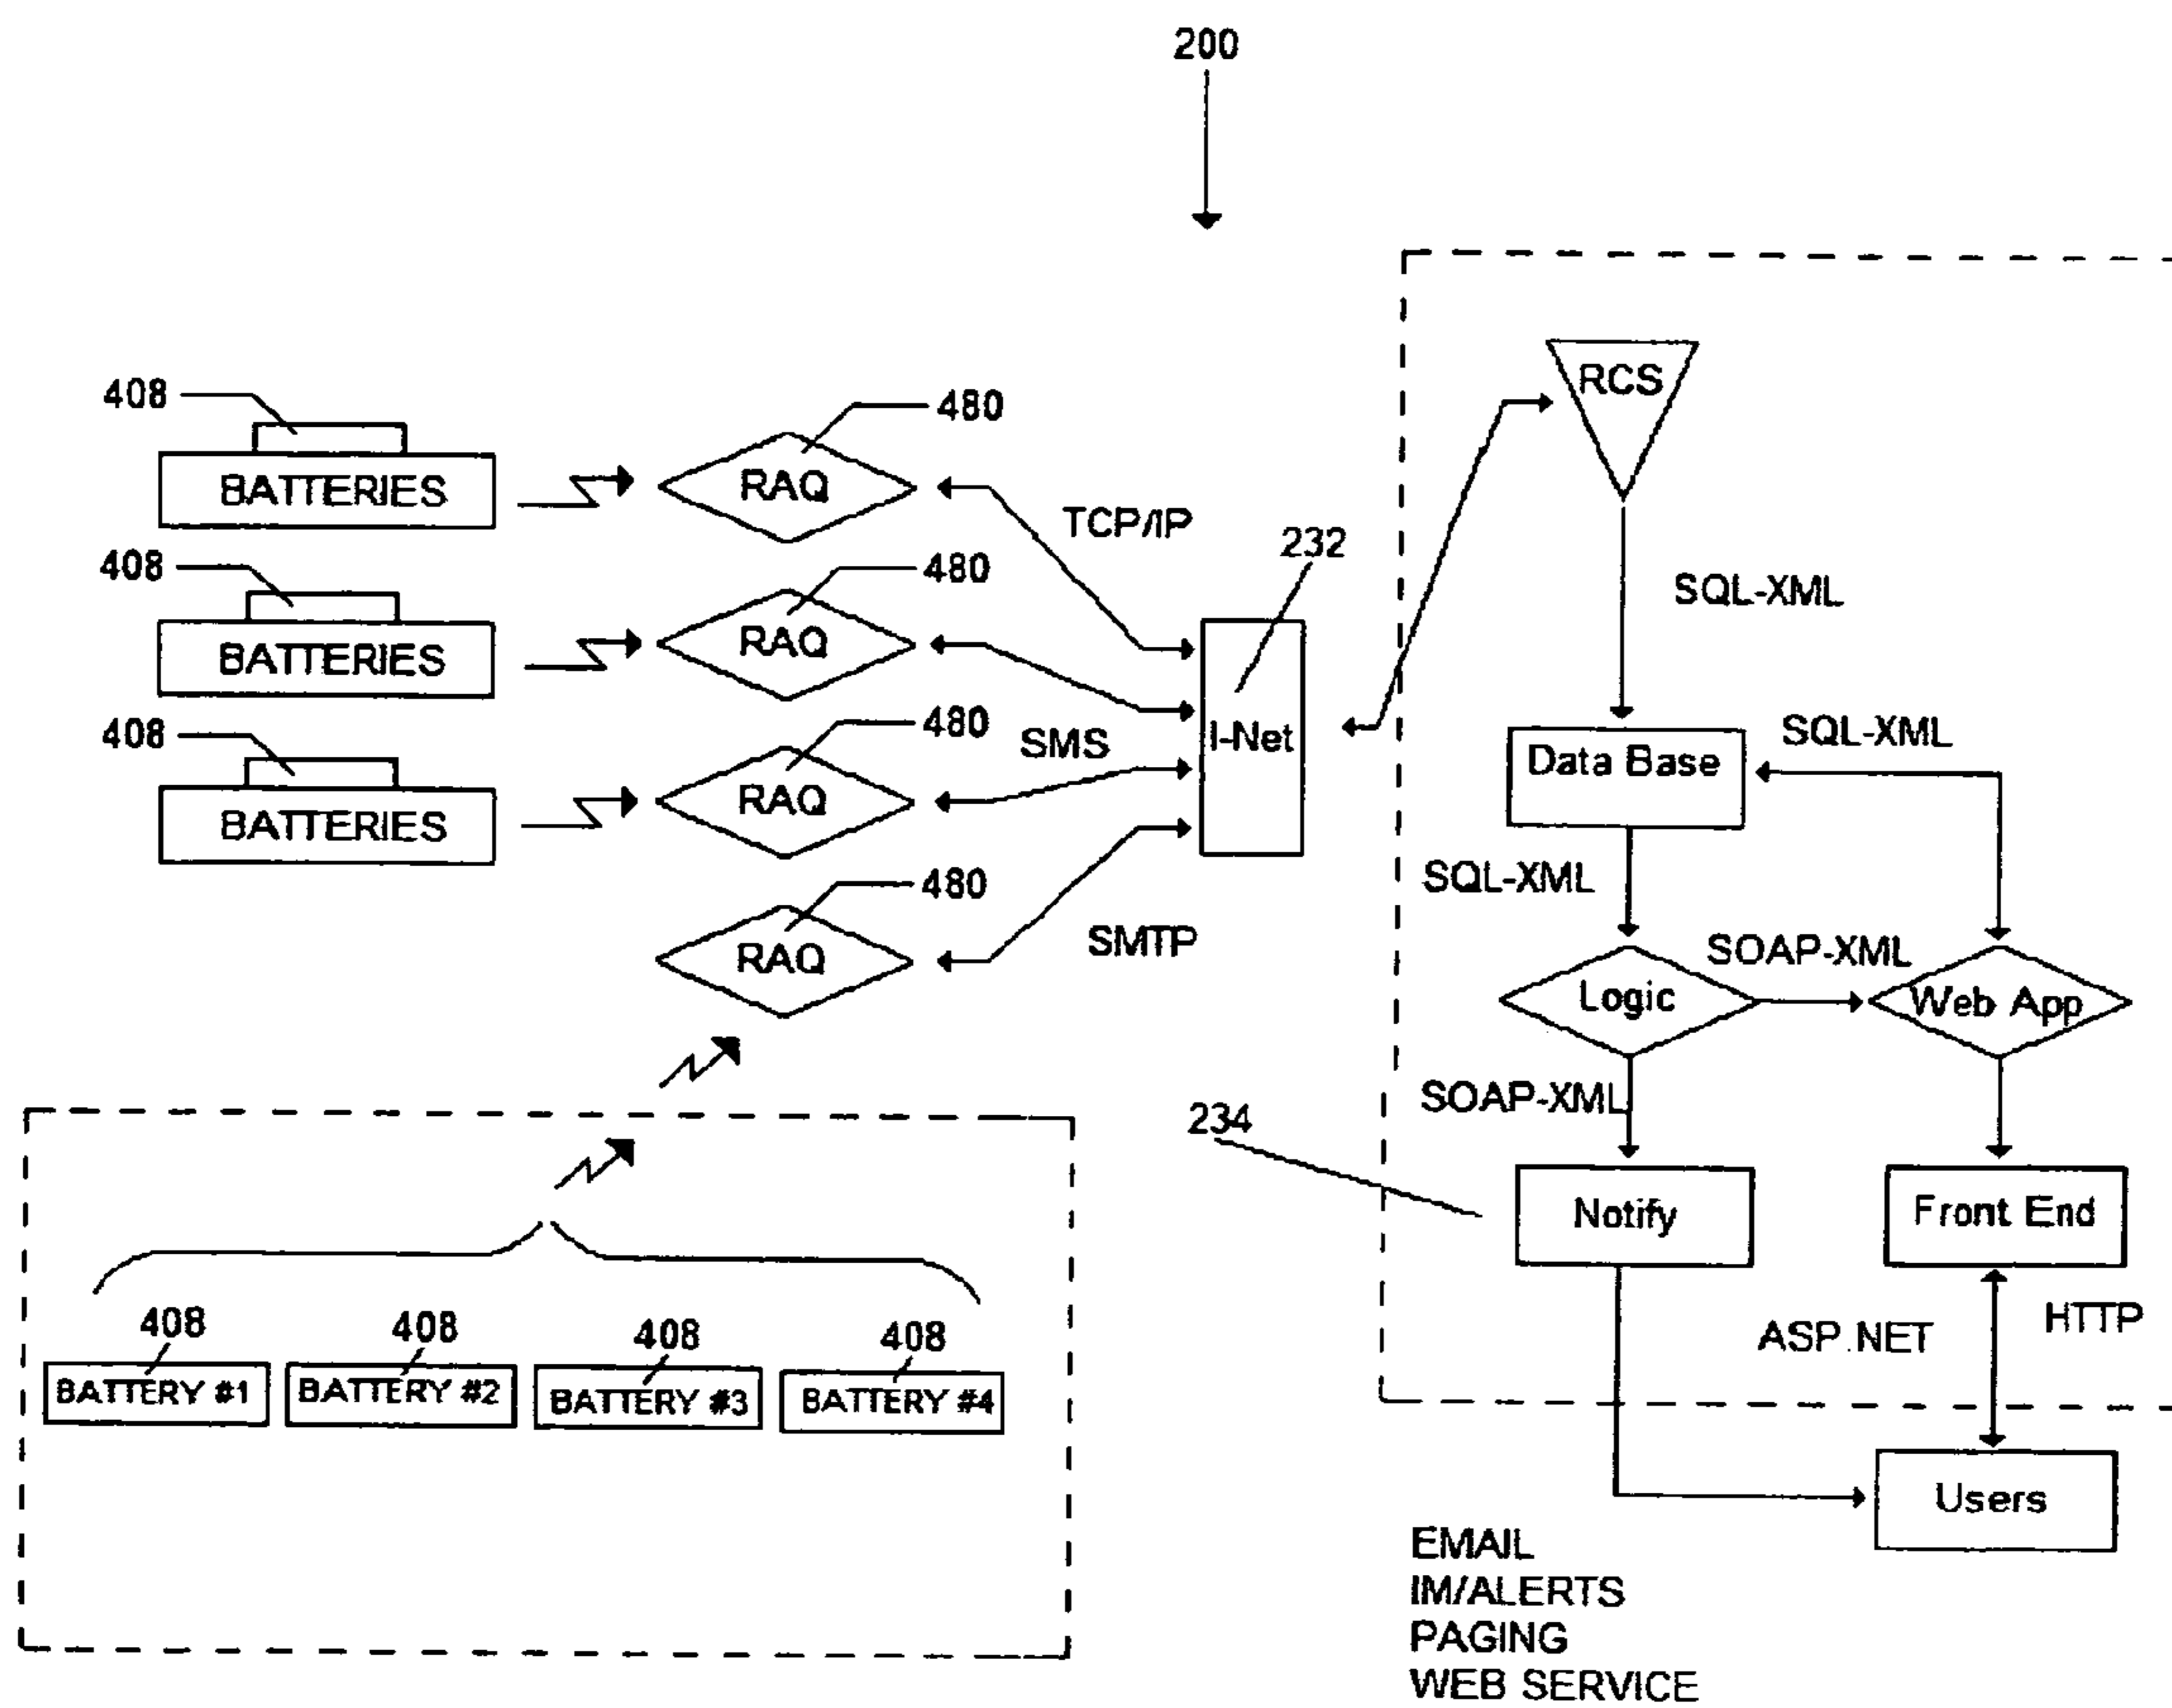 200
408
BATTERIES
480
RAQ
TCP/IP
408
BATTERIES
480
RAQ
232
I-Net
408
BATTERIES
480
RAQ
SMS
480
RAQ
SMTP
408
BATTERY #1
408
BATTERY #2
408
BATTERY #3
408
BATTERY #4
RCS
SQL-XML
Data Base
SQL-XML
SQL-XML
Logic
SOAP-XML
Web App
SOAP-XML
234
Notify
Front End
ASP.NET
HTTP
Users
EMAIL
IM/ALERTS
PAGING
WEB SERVICE